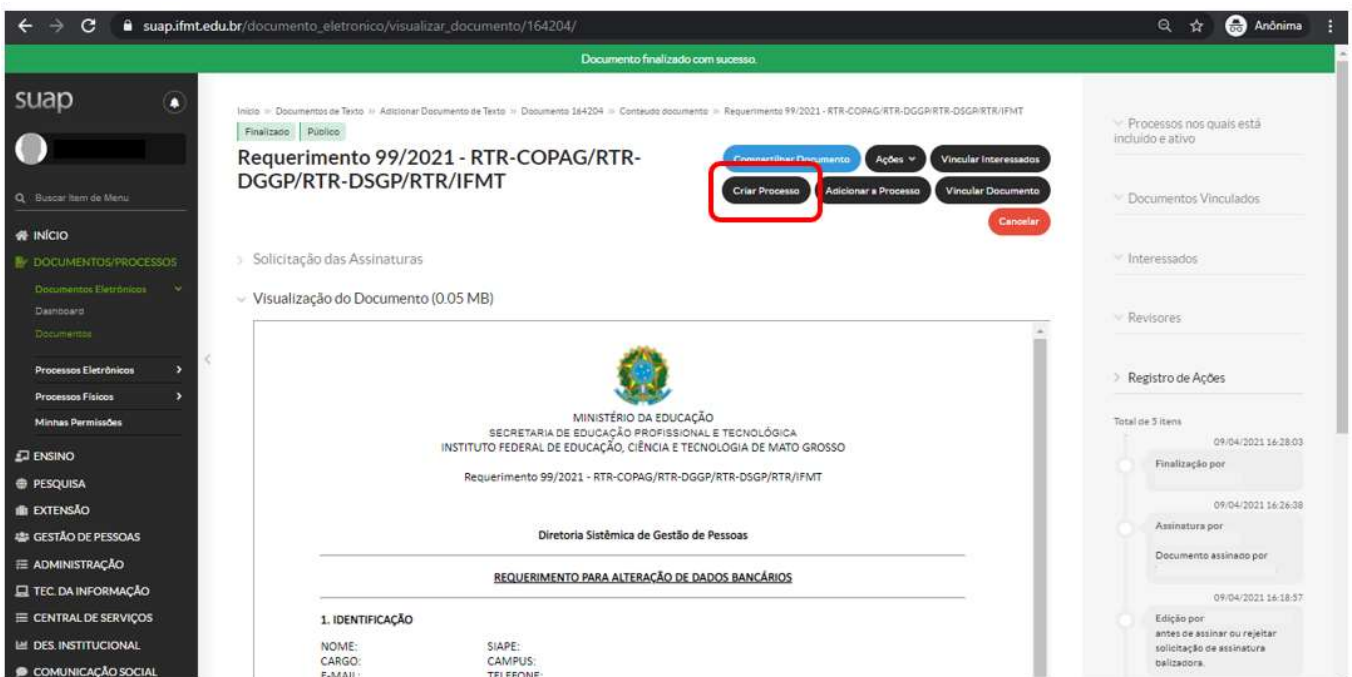 suap.ifmt.edu.br/documento_eletronico/visualizar_documento/164204/
Anônima
Documento finalizado com sucesso.
suap
Buscar Item de Menu
INÍCIO
DOCUMENTOS/PROCESSOS
Documentos Eletrônicos
Dashboard
Documentos
Processos Eletrônicos
Processos Físicos
Minhas Permissões
ENSINO
PESQUISA
EXTENSÃO
GESTÃO DE PESSOAS
ADMINISTRAÇÃO
TEC. DA INFORMAÇÃO
CENTRAL DE SERVIÇOS
DES. INSTITUCIONAL
COMUNICAÇÃO SOCIAL
Início » Documentos de Texto » Adicionar Documento de Texto » Documento 164204 » Conteudo documento » Requerimento 99/2021 - RTR-COPAG/RTR-DGGP/RTR-DSGP/RTR/IFMT
Finalizado Público
Requerimento 99/2021 - RTR-COPAG/RTR-
DGGP/RTR-DSGP/RTR/IFMT
Compartilhar Documento Ações Vincular Interessados
Criar Processo Adicionar a Processo Vincular Documento
Cancelar
Solicitação das Assinaturas
Visualização do Documento (0.05 MB)
MINISTÉRIO DA EDUCAÇÃO
SECRETARIA DE EDUCAÇÃO PROFISSIONAL E TECNOLÓGICA
INSTITUTO FEDERAL DE EDUCAÇÃO, CIÊNCIA E TECNOLOGIA DE MATO GROSSO
Requerimento 99/2021 - RTR-COPAG/RTR-DGGP/RTR-DSGP/RTR/IFMT
Diretoria Sistêmica de Gestão de Pessoas
REQUERIMENTO PARA ALTERAÇÃO DE DADOS BANCÁRIOS
1. IDENTIFICAÇÃO
NOME: SIAPE:
CARGO: CAMPUS:
E-MAIL: TELEFONE:
Processos nos quais está
incluído e ativo
Documentos Vinculados
Interessados
Revisores
Registro de Ações
Total de 5 itens
09/04/2021 16:28:03
Finalização por
09/04/2021 16:26:38
Assinatura por
Documento assinado por
09/04/2021 16:18:57
Edição por
antes de assinar ou rejeitar
solicitação de assinatura
balizadora.